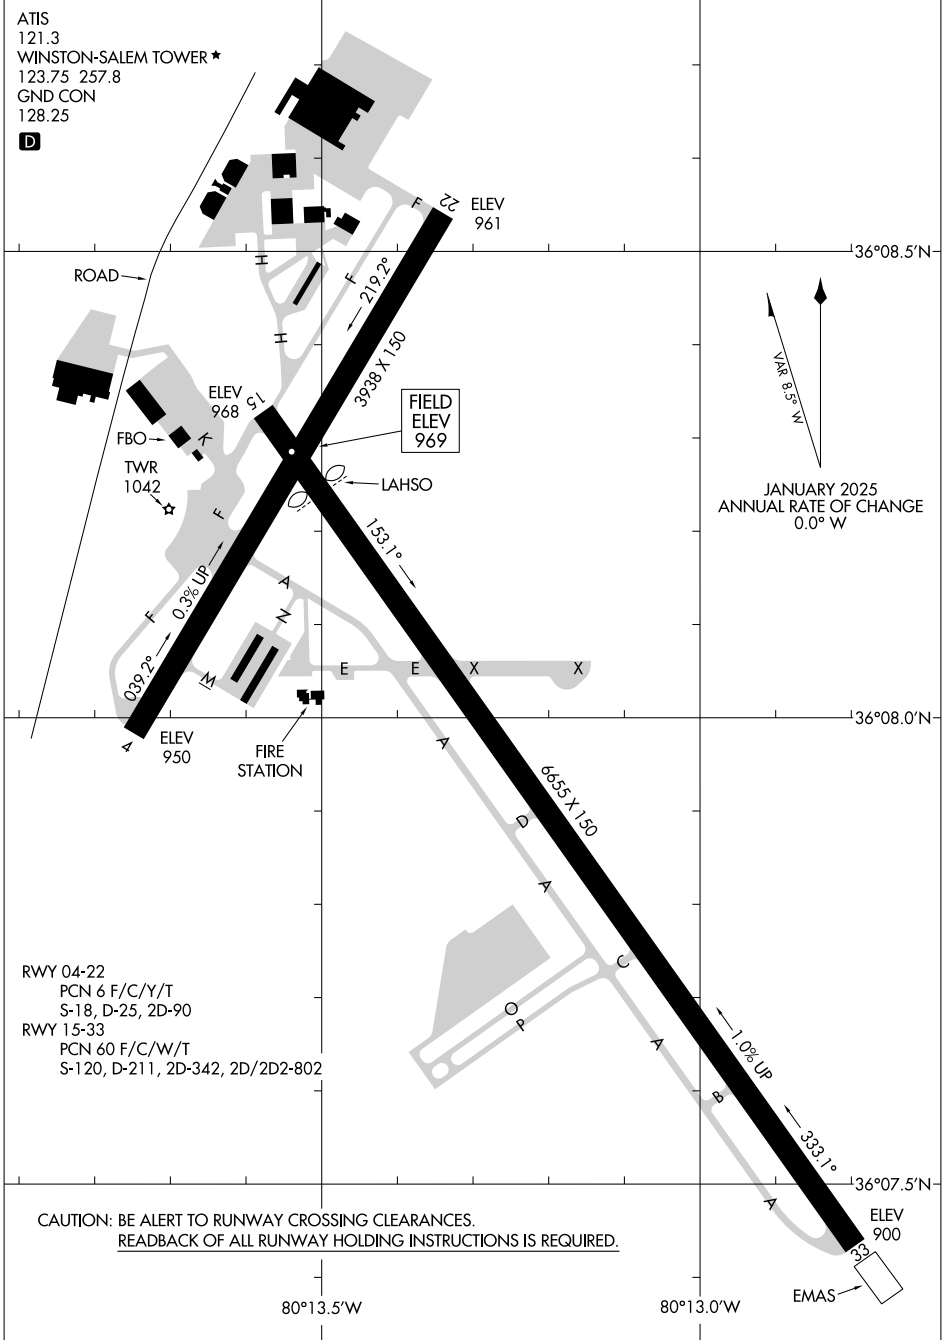 ATIS
121.3
WINSTON-SALEM TOWER ★
123.75 257.8
GND CON
128.25
D
22
ELEV
961
F
H
F
219.2°
36°08.5'N
ROAD
H
3938 X 150
VAR 8.5° W
ELEV
968
15
FIELD
ELEV
969
FBO
K
TWR
1042
LAHSO
JANUARY 2025
ANNUAL RATE OF CHANGE
0.0° W
F
153.1°
0.3% UP
A
F
N
E
E
X
X
039.2°
M
4
ELEV
950
FIRE
STATION
36°08.0'N
A
6655 X 150
D
A
C
RWY 04-22
PCN 6 F/C/Y/T
S-18, D-25, 2D-90
RWY 15-33
PCN 60 F/C/W/T
S-120, D-211, 2D-342, 2D/2D2-802
O
P
A
1.0% UP
B
333.1°
36°07.5'N
A
CAUTION: BE ALERT TO RUNWAY CROSSING CLEARANCES.
READBACK OF ALL RUNWAY HOLDING INSTRUCTIONS IS REQUIRED.
ELEV
900
33
EMAS
80°13.5'W
80°13.0'W